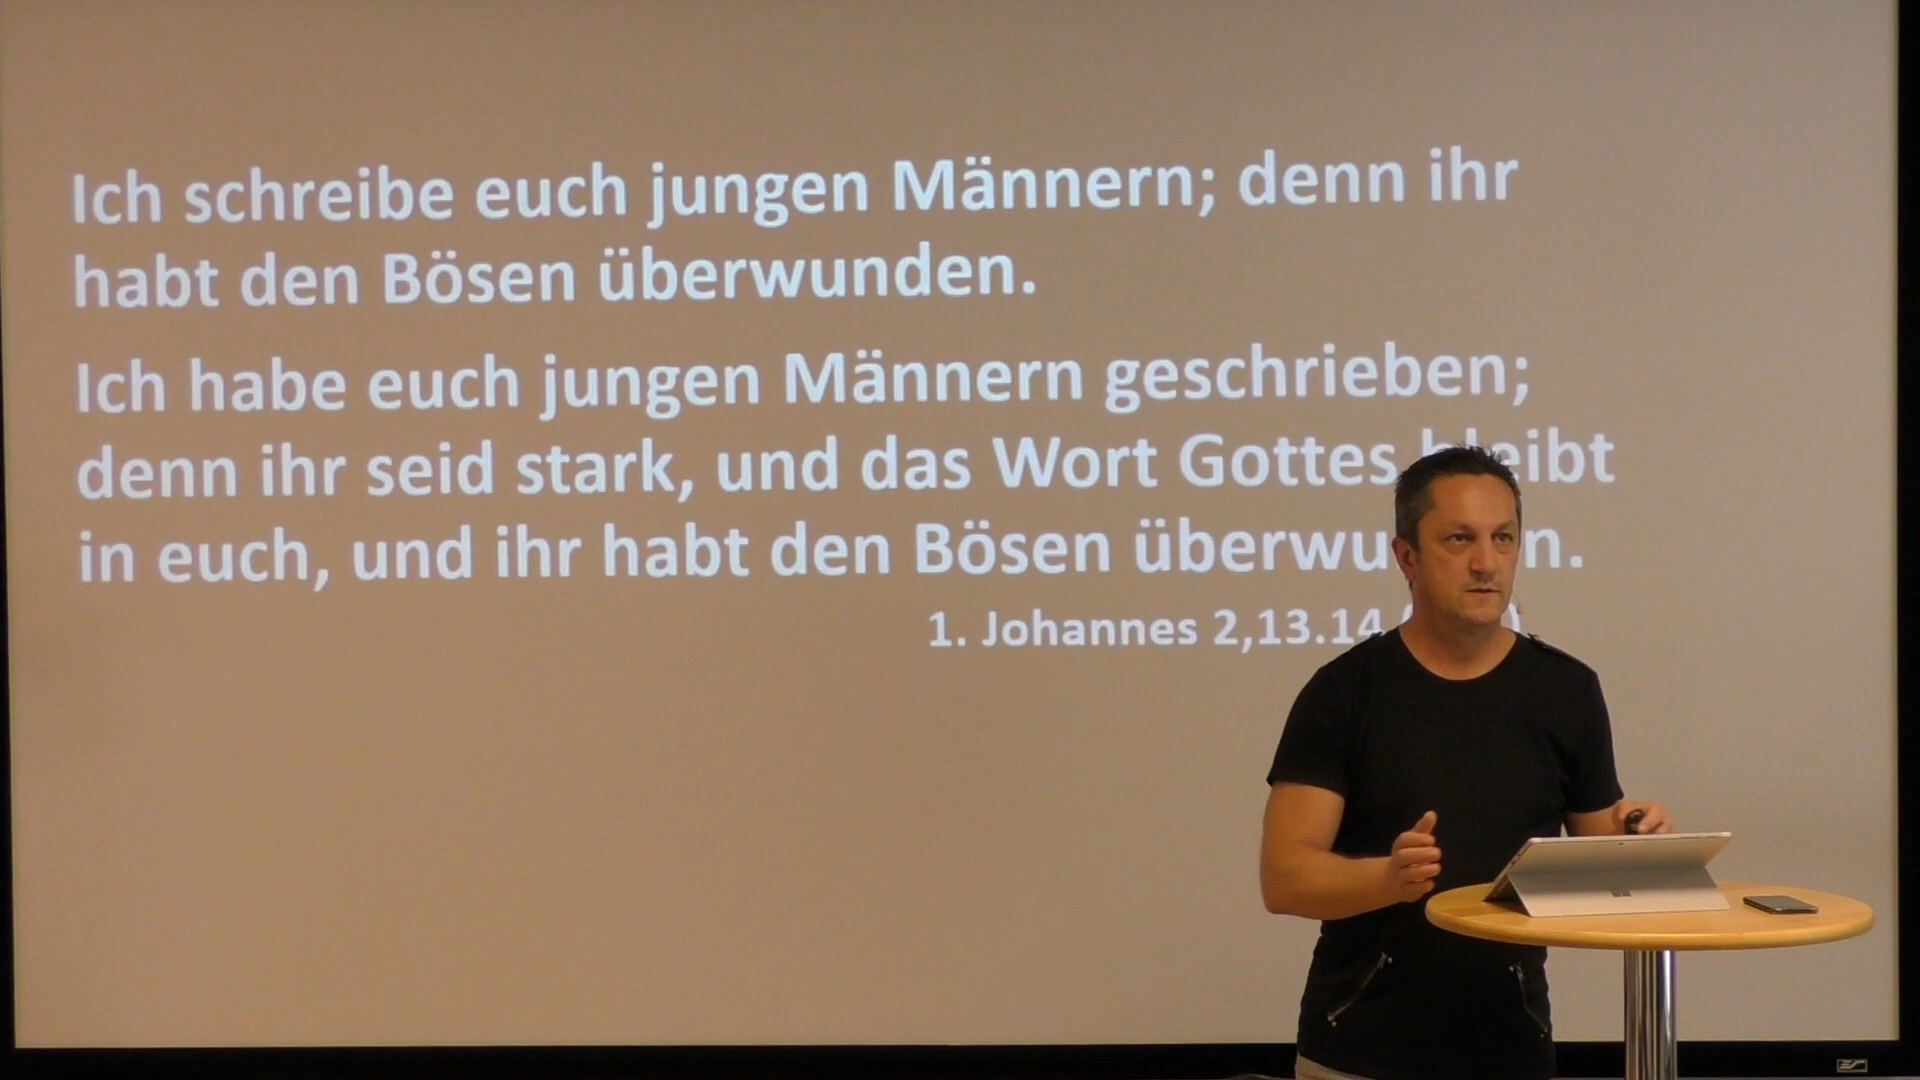 Ich schreibe euch jungen Männern; denn ihr
habt den Bösen überwunden.
Ich habe euch jungen Männern geschrieben;
denn ihr seid stark, und das Wort Gottes bleibt
in euch, und ihr habt den Bösen
1. Johannes 2,13.14